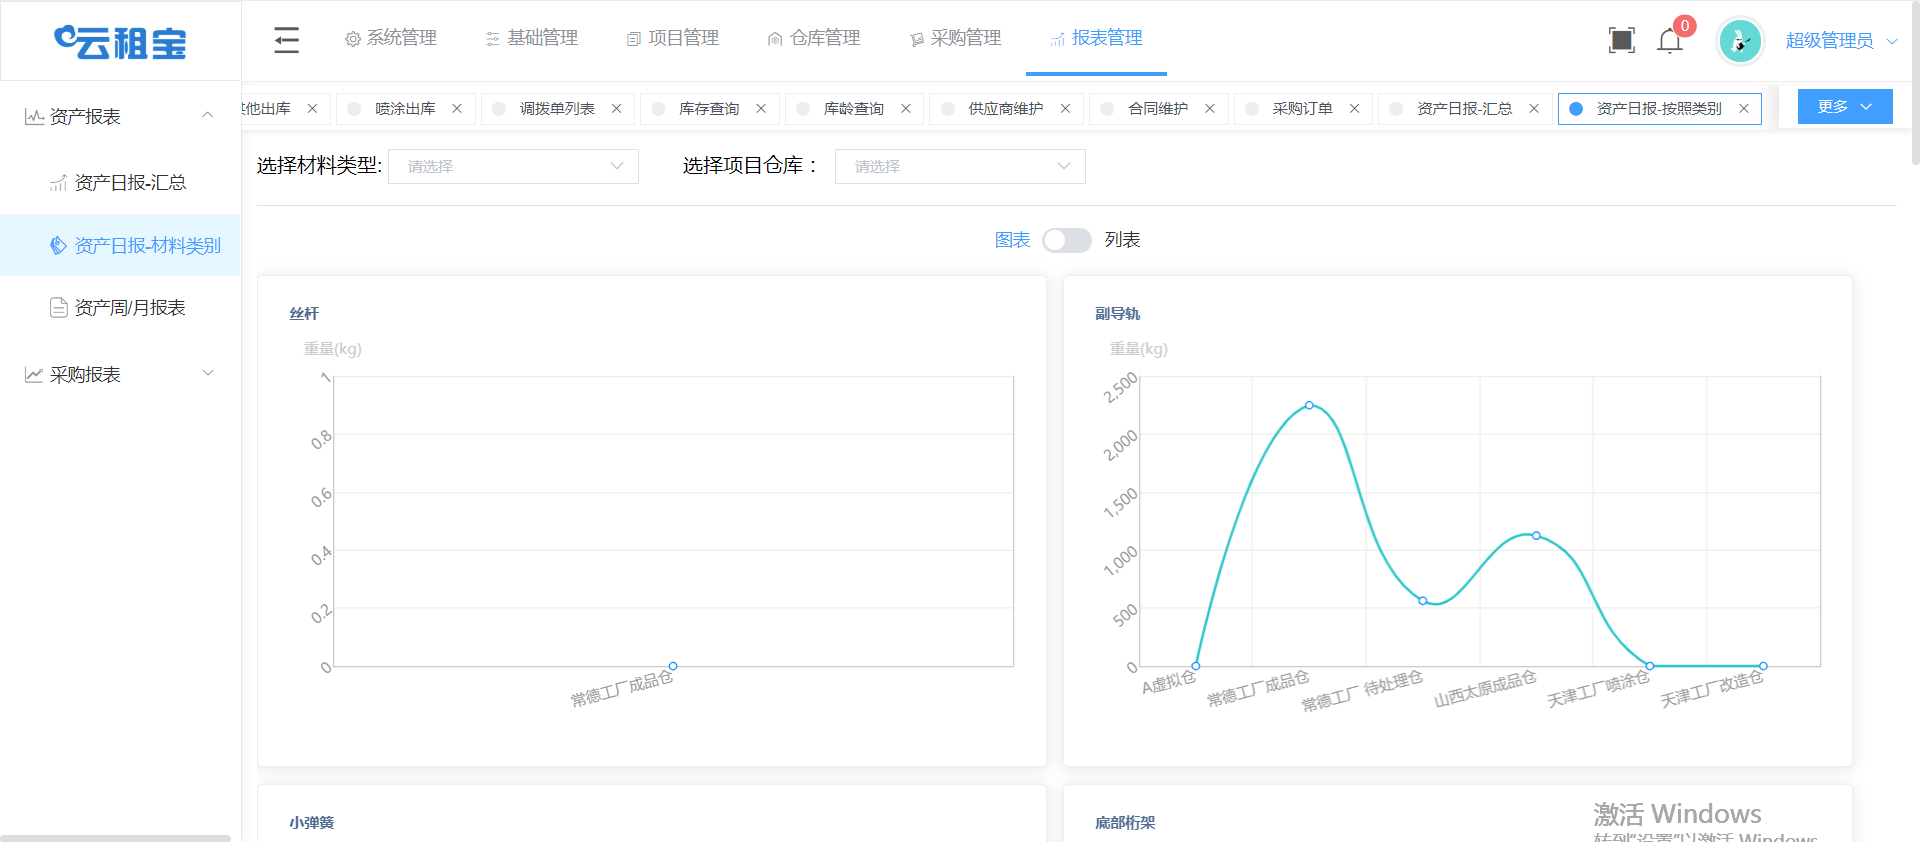 云租宝
系统管理
基础管理
项目管理
仓库管理
采购管理
报表管理
0
超级管理员
他出库
喷涂出库
调拨单列表
库存查询
库龄查询
供应商维护
合同维护
采购订单
资产日报-汇总
资产日报-按照类别
更多
资产报表
资产日报-汇总
资产日报-材料类别
资产周/月报表
采购报表
选择材料类型:
请选择
选择项目仓库：
请选择
图表
列表
丝杆
重量(kg)
1
0.8
0.6
0.4
0.2
0
常德工厂成品仓
副导轨
重量(kg)
2,500
2,000
1,500
1,000
500
0
A虚拟仓
常德工厂成品仓
常德工厂 待处理仓
山西太原成品仓
天津工厂喷涂仓
天津工厂改造仓
小弹簧
底部桁架
激活 Windows
转到"设置"以激活 Windows